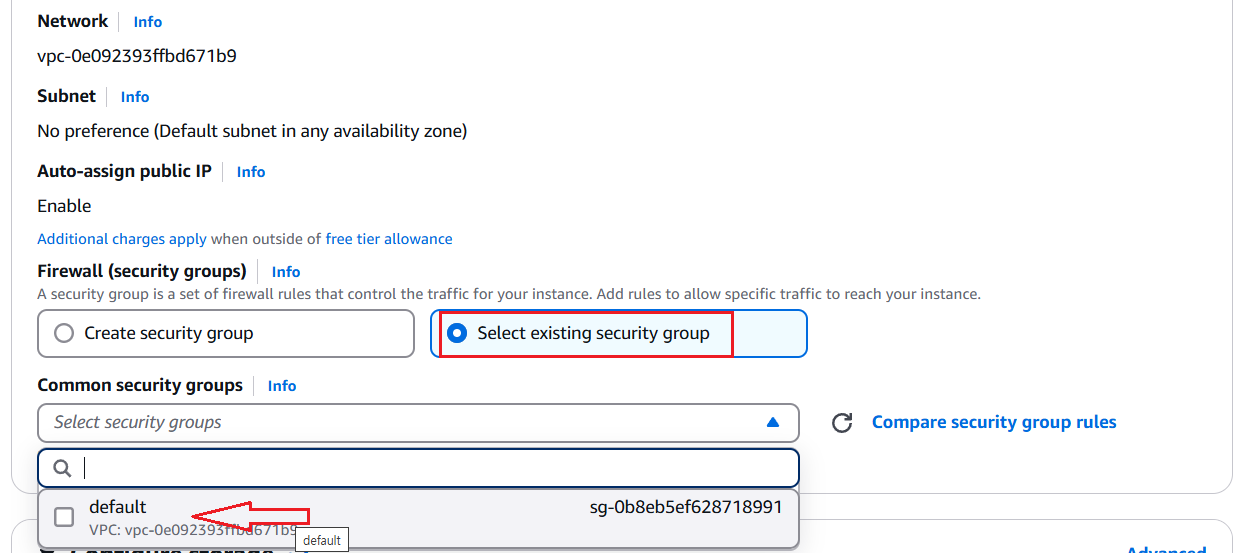 Network Info
vpc-0e092393ffbd671b9
Subnet Info
No preference (Default subnet in any availability zone)
Auto-assign public IP Info
Enable
Additional charges apply when outside of free tier allowance
Firewall (security groups) Info
A security group is a set of firewall rules that control the traffic for your instance. Add rules to allow specific traffic to reach your instance.
Create security group Select existing security group
Common security groups Info
Select security groups Compare security group rules
default sg-0b8eb5ef628718991
VPC: vpc-0e092393ffbd671b9
default
Configure storage Advanced